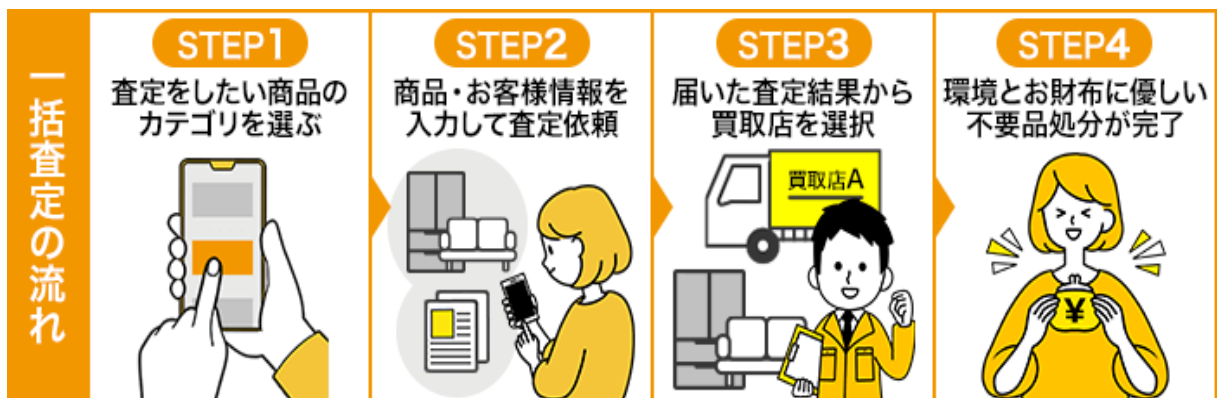 一括査定の流れ
STEP1
査定をしたい商品の
カテゴリを選ぶ
STEP2
商品・お客様情報を
入力して査定依頼
STEP3
届いた査定結果から
買取店を選択
買取店A
STEP4
環境とお財布に優しい
不要品処分が完了
¥